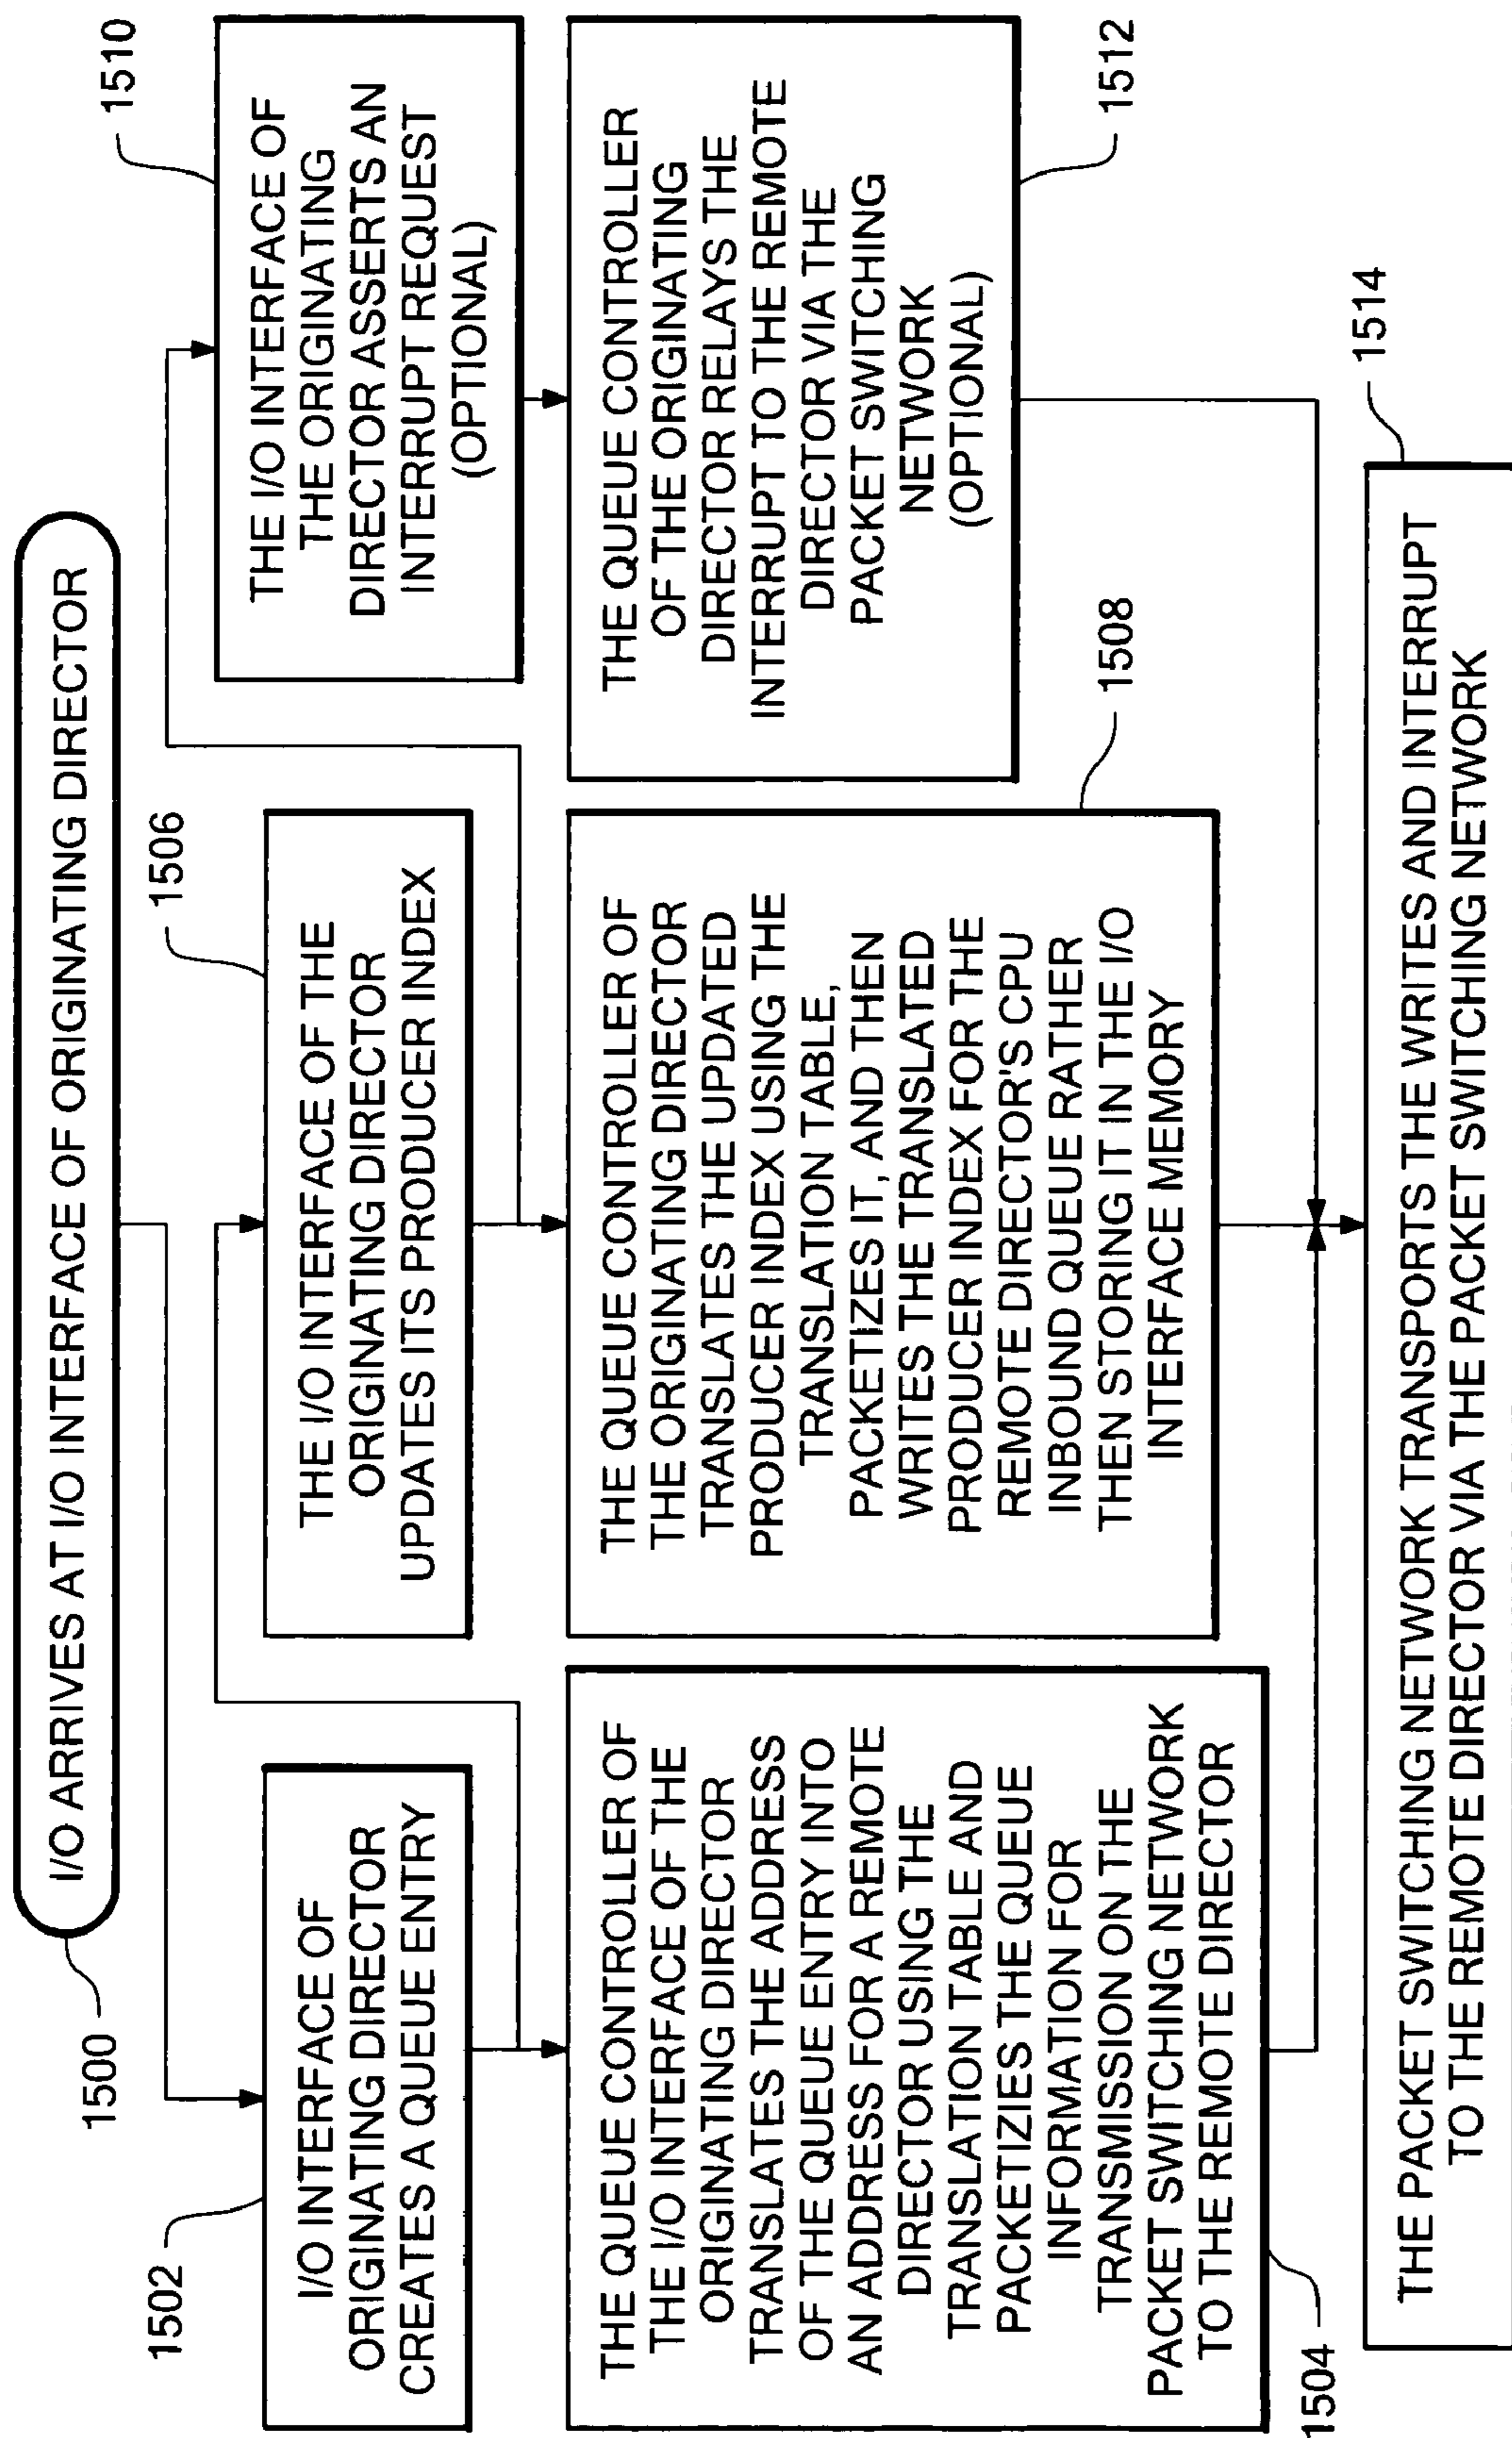 I/O ARRIVES AT I/O INTERFACE OF ORIGINATING DIRECTOR
1500
1502
I/O INTERFACE OF
ORIGINATING DIRECTOR
CREATES A QUEUE ENTRY
THE QUEUE CONTROLLER OF
THE I/O INTERFACE OF THE
ORIGINATING DIRECTOR
TRANSLATES THE ADDRESS
OF THE QUEUE ENTRY INTO
AN ADDRESS FOR A REMOTE
DIRECTOR USING THE
TRANSLATION TABLE AND
PACKETIZIES THE QUEUE
INFORMATION FOR
TRANSMISSION ON THE
PACKET SWITCHING NETWORK
TO THE REMOTE DIRECTOR
1504
1506
THE I/O INTERFACE OF THE
ORIGINATING DIRECTOR
UPDATES ITS PRODUCER INDEX
THE QUEUE CONTROLLER OF
THE ORIGINATING DIRECTOR
TRANSLATES THE UPDATED
PRODUCER INDEX USING THE
TRANSLATION TABLE,
PACKETIZES IT, AND THEN
WRITES THE TRANSLATED
PRODUCER INDEX FOR THE
REMOTE DIRECTOR'S CPU
INBOUND QUEUE RATHER
THEN STORING IT IN THE I/O
INTERFACE MEMORY
1508
1510
THE I/O INTERFACE OF
THE ORIGINATING
DIRECTOR ASSERTS AN
INTERRUPT REQUEST
(OPTIONAL)
THE QUEUE CONTROLLER
OF THE ORIGINATING
DIRECTOR RELAYS THE
INTERRUPT TO THE REMOTE
DIRECTOR VIA THE
PACKET SWITCHING
NETWORK
(OPTIONAL)
1512
1514
THE PACKET SWITCHING NETWORK TRANSPORTS THE WRITES AND INTERRUPT
TO THE REMOTE DIRECTOR VIA THE PACKET SWITCHING NETWORK